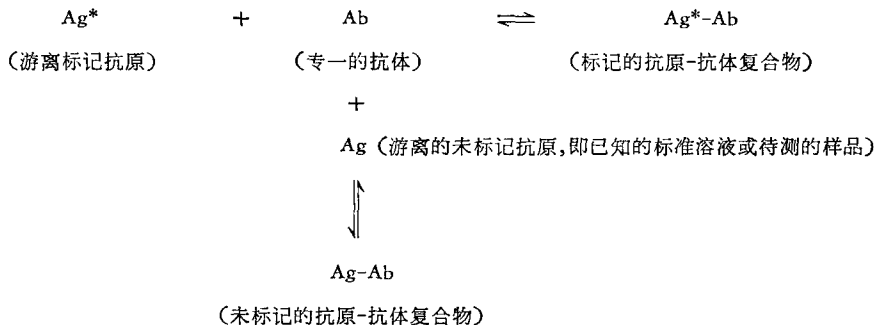 Ag* + Ab ⇌ Ag*-Ab
（游离标记抗原） （专一的抗体） （标记的抗原-抗体复合物）
+
Ag（游离的未标记抗原,即已知的标准溶液或待测的样品）
⇌
Ag-Ab
（未标记的抗原-抗体复合物）